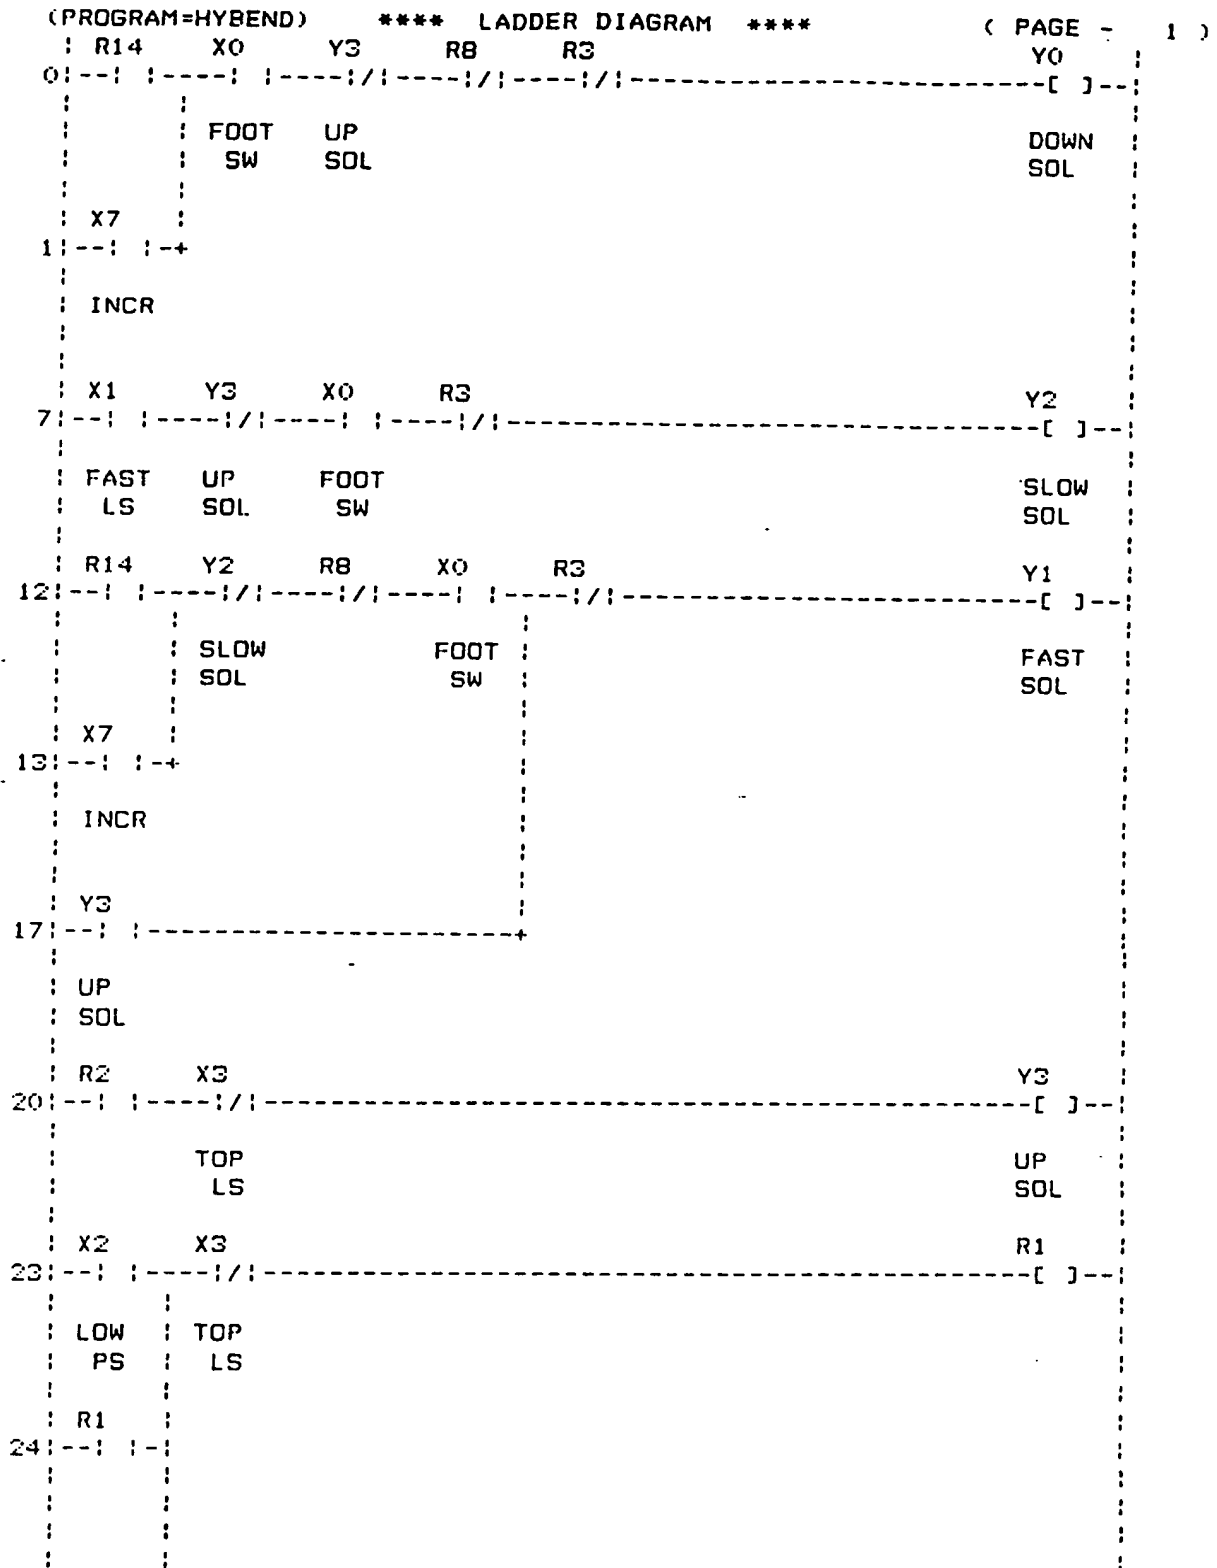 (PROGRAM=HYBEND) **** LADDER DIAGRAM **** ( PAGE - 1 )
R14 X0 Y3 R8 R3 Y0
0|--| |----| |----|/|----|/|----|/|--------------------------[ ]--|
FOOT UP DOWN
SW SOL SOL
X7
1|--| |-+
INCR
X1 Y3 X0 R3 Y2
7|--| |----|/|----| |----|/|---------------------------------[ ]--|
FAST UP FOOT SLOW
LS SOL SW SOL
R14 Y2 R8 X0 R3 Y1
12|--| |----|/|----|/|----| |----|/|--------------------------[ ]--|
SLOW FOOT FAST
SOL SW SOL
X7
13|--| |-+
INCR
Y3
17|--| |-----------------------+
UP
SOL
R2 X3 Y3
20|--| |----|/|------------------------------------------------[ ]--|
TOP UP
LS SOL
X2 X3 R1
23|--| |----|/|------------------------------------------------[ ]--|
LOW TOP
PS LS
R1
24|--| |-|